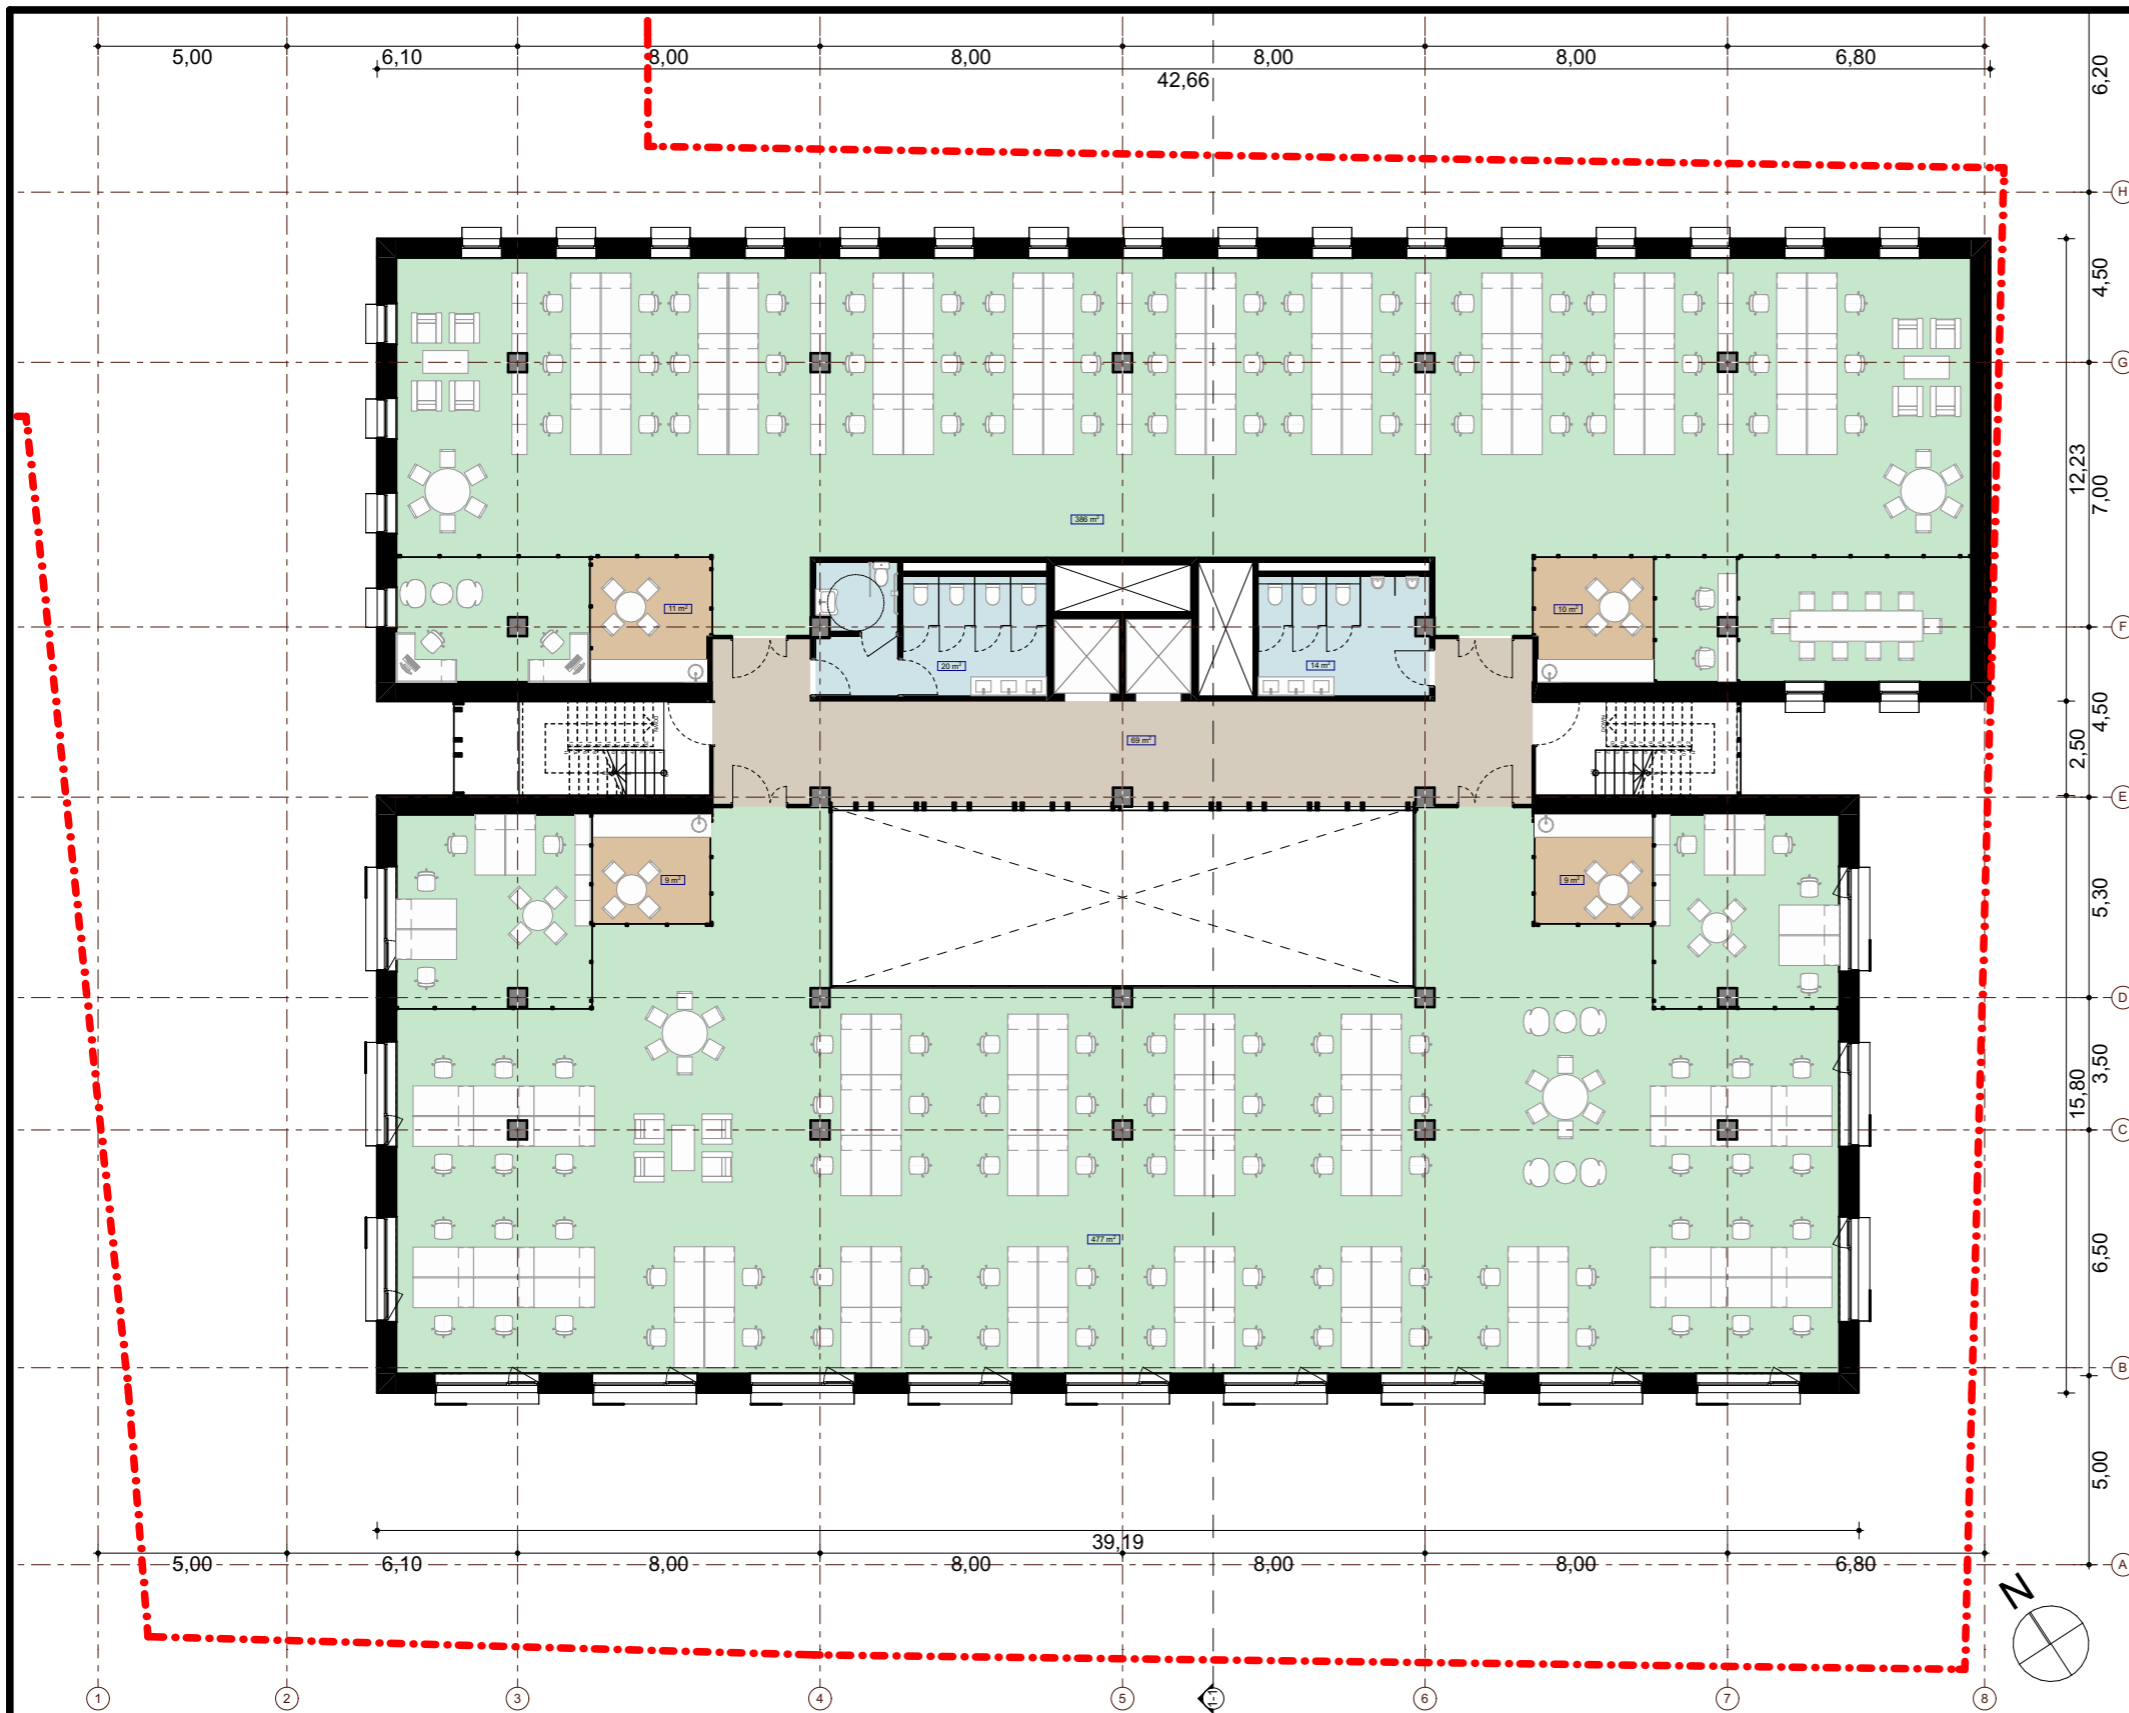 5,00 6,10 8,00 8,00 8,00 8,00 6,80
42,66
6,20
H
4,50
G
12,23
7,00
386 m²
11 m²
10 m²
F
20 m²
14 m²
4,50
69 m²
2,50
DOWN
E
9 m²
9 m²
5,30
D
3,50
15,80
C
477 m²
6,50
B
5,00
39,19
5,00 6,10 8,00 8,00 8,00 8,00 6,80
A
N
1 2 3 4 5 1-1 6 7 8